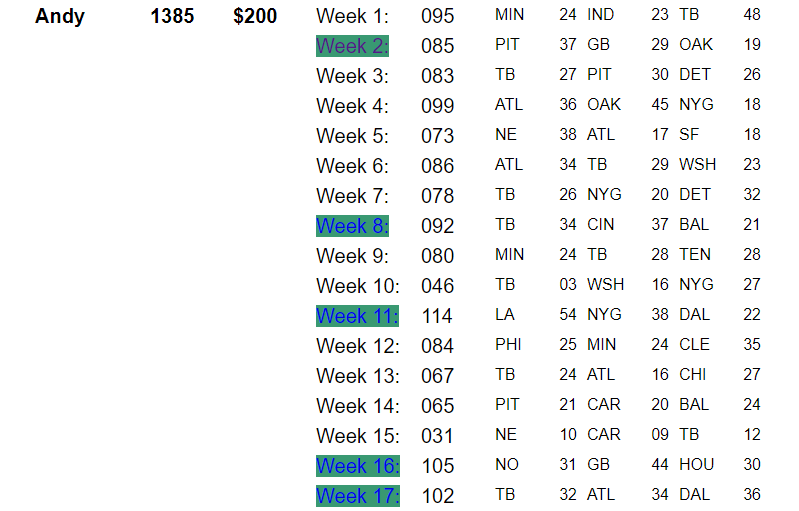 Andy 1385 $200 Week 1: 095 MIN 24 IND 23 TB 48
Week 2: 085 PIT 37 GB 29 OAK 19
Week 3: 083 TB 27 PIT 30 DET 26
Week 4: 099 ATL 36 OAK 45 NYG 18
Week 5: 073 NE 38 ATL 17 SF 18
Week 6: 086 ATL 34 TB 29 WSH 23
Week 7: 078 TB 26 NYG 20 DET 32
Week 8: 092 TB 34 CIN 37 BAL 21
Week 9: 080 MIN 24 TB 28 TEN 28
Week 10: 046 TB 03 WSH 16 NYG 27
Week 11: 114 LA 54 NYG 38 DAL 22
Week 12: 084 PHI 25 MIN 24 CLE 35
Week 13: 067 TB 24 ATL 16 CHI 27
Week 14: 065 PIT 21 CAR 20 BAL 24
Week 15: 031 NE 10 CAR 09 TB 12
Week 16: 105 NO 31 GB 44 HOU 30
Week 17: 102 TB 32 ATL 34 DAL 36